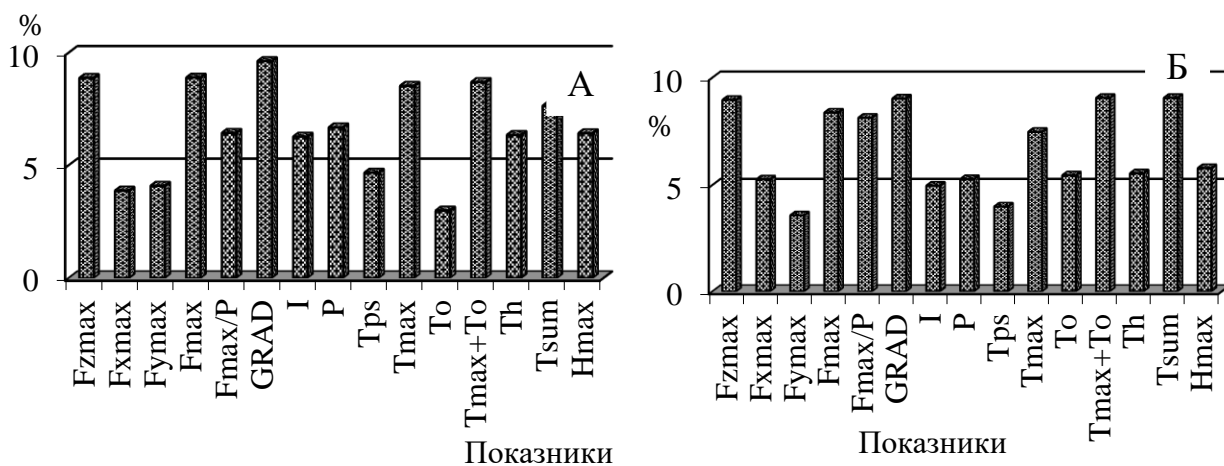 %
10
5
0
А
Fzmax
Fxmax
Fymax
Fmax
Fmax/P
GRAD
I
P
Tps
Tmax
To
Tmax+To
Th
Tsum
Hmax
Показники
10
%
5
0
Б
Fzmax
Fxmax
Fymax
Fmax
Fmax/P
GRAD
I
P
Tps
Tmax
To
Tmax+To
Th
Tsum
Hmax
Показники